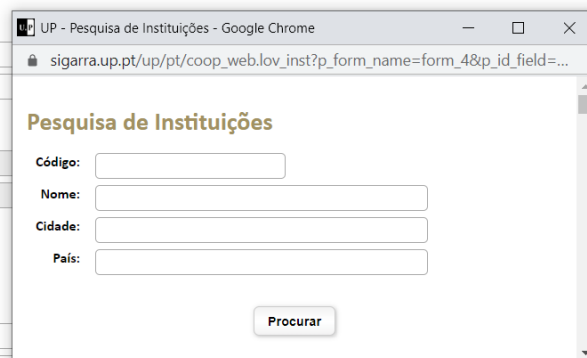 U.P UP - Pesquisa de Instituições - Google Chrome
sigarra.up.pt/up/pt/coop_web.lov_inst?p_form_name=form_4&p_id_field=...
Pesquisa de Instituições
Código:
Nome:
Cidade:
País:
Procurar